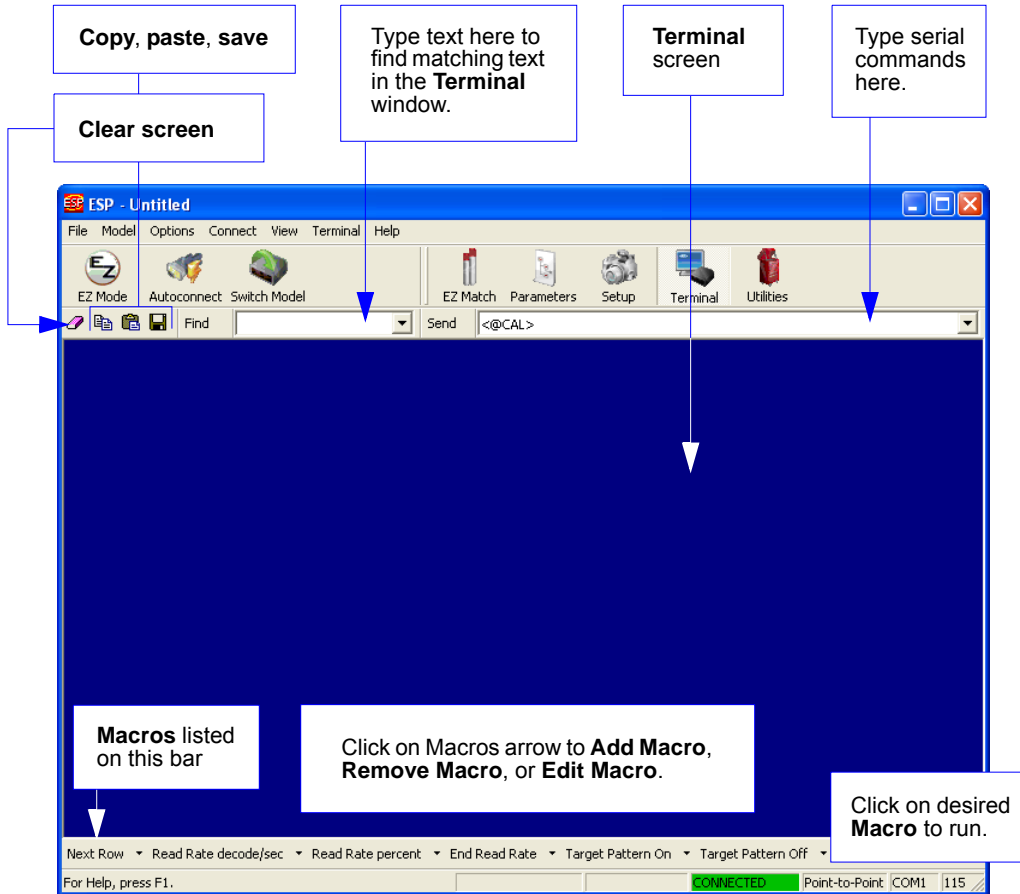 Copy, paste, save
Clear screen
Type text here to
find matching text
in the Terminal
window.
Terminal
screen
Type serial
commands
here.
ESP - Untitled
File Model Options Connect View Terminal Help
EZ
EZ Mode Autoconnect Switch Model EZ Match Parameters Setup Terminal Utilities
Find Send <@CAL>
Macros listed
on this bar
Click on Macros arrow to Add Macro,
Remove Macro, or Edit Macro.
Click on desired
Macro to run.
Next Row Read Rate decode/sec Read Rate percent End Read Rate Target Pattern On Target Pattern Off
For Help, press F1. CONNECTED Point-to-Point COM1 115